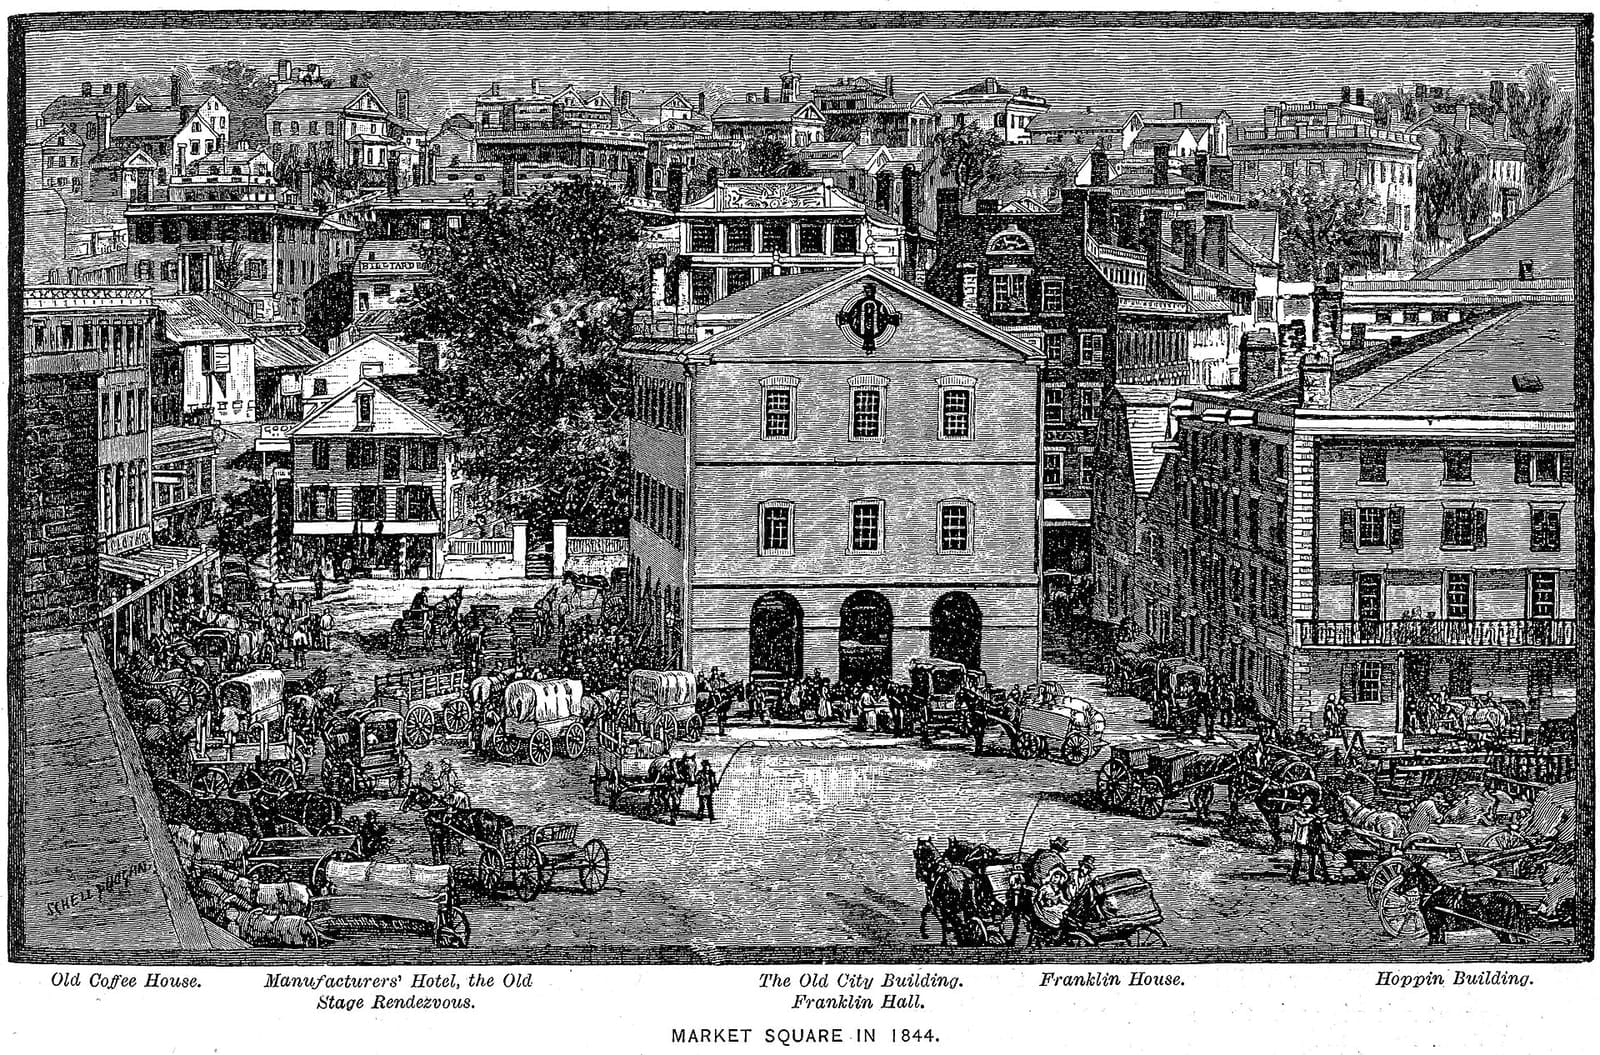 BILLIARD
SCHELL & HOGAN.
Old Coffee House.
Manufacturers' Hotel, the Old
Stage Rendezvous.
The Old City Building.
Franklin Hall.
Franklin House.
Hoppin Building.
MARKET SQUARE IN 1844.